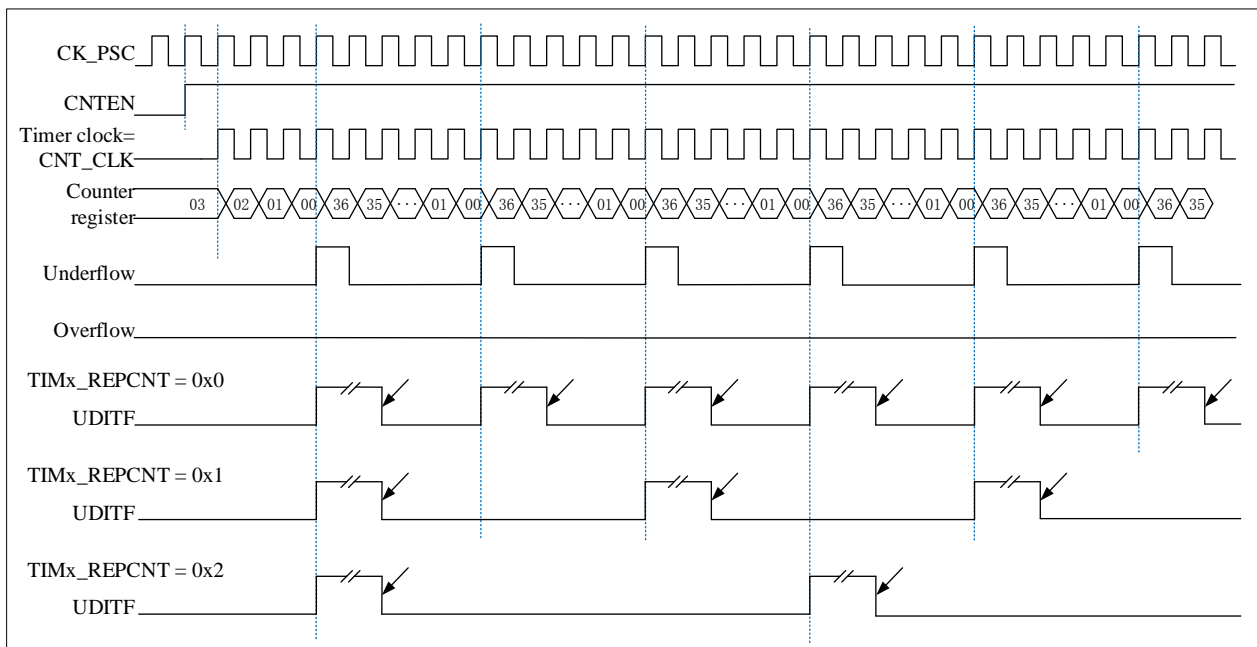 CK_PSC
CNTEN
Timer clock=
CNT_CLK
Counter
register
03 02 01 00 36 35 ··· 01 00 36 35 ··· 01 00 36 35 ··· 01 00 36 35 ··· 01 00 36 35 ··· 01 00 36 35
Underflow
Overflow
TIMx_REPCNT = 0x0
UDITF
TIMx_REPCNT = 0x1
UDITF
TIMx_REPCNT = 0x2
UDITF